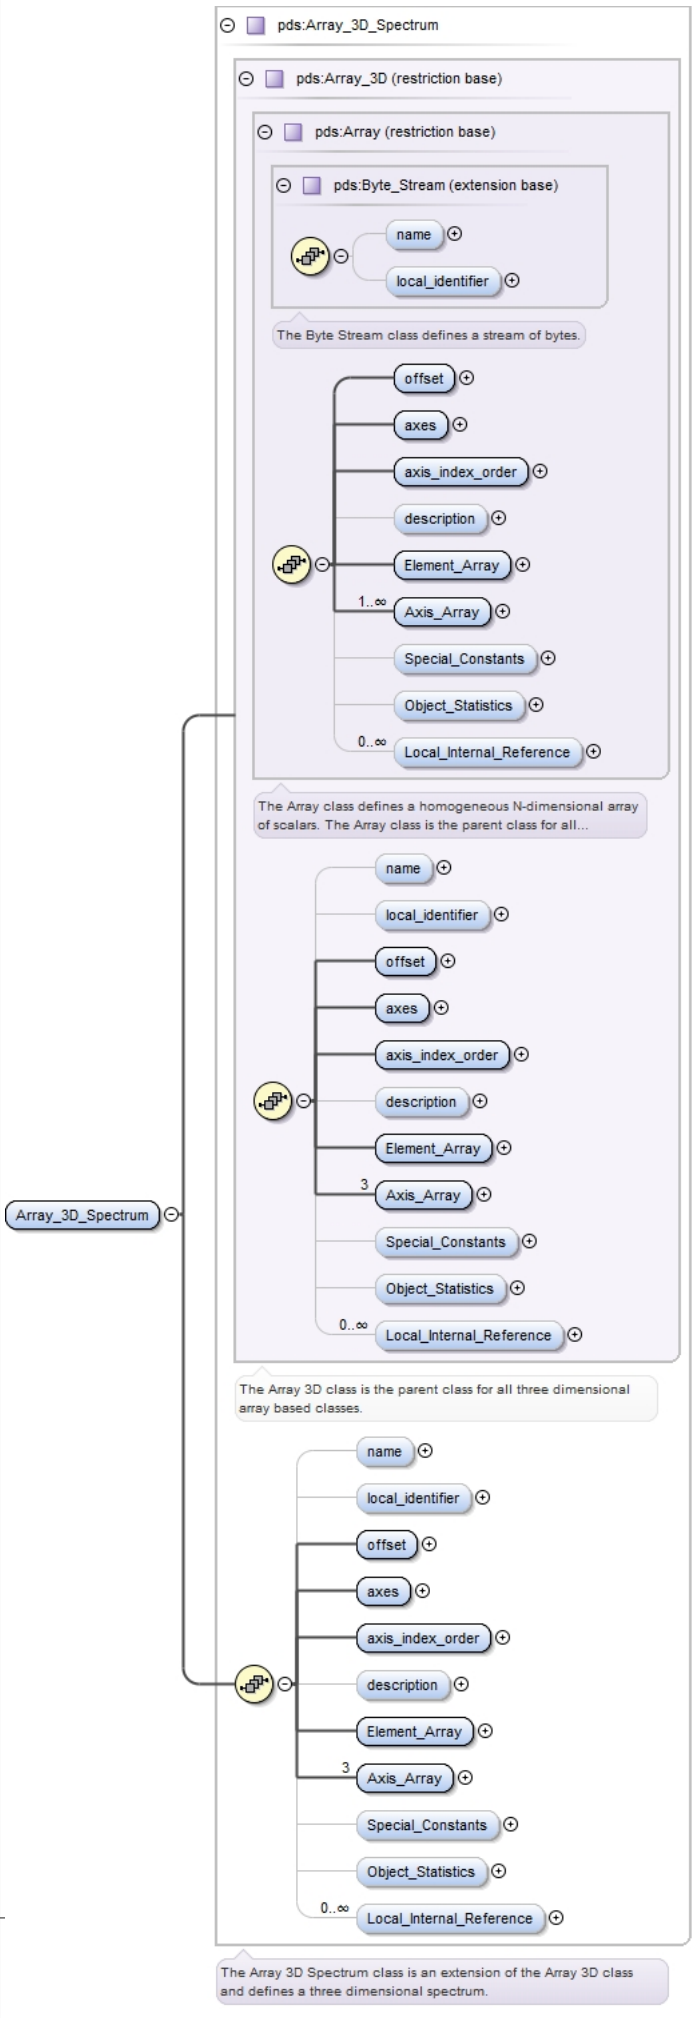 pds:Array_3D_Spectrum
pds:Array_3D (restriction base)
pds:Array (restriction base)
pds:Byte_Stream (extension base)
name
local_identifier
The Byte Stream class defines a stream of bytes.
offset
axes
axis_index_order
description
Element_Array
1..∞
Axis_Array
Special_Constants
Object_Statistics
0..∞
Local_Internal_Reference
The Array class defines a homogeneous N-dimensional array
of scalars. The Array class is the parent class for all...
name
local_identifier
offset
axes
axis_index_order
description
Element_Array
3
Axis_Array
Array_3D_Spectrum
Special_Constants
Object_Statistics
0..∞
Local_Internal_Reference
The Array 3D class is the parent class for all three dimensional
array based classes.
name
local_identifier
offset
axes
axis_index_order
description
Element_Array
3
Axis_Array
Special_Constants
Object_Statistics
0..∞
Local_Internal_Reference
The Array 3D Spectrum class is an extension of the Array 3D class
and defines a three dimensional spectrum.